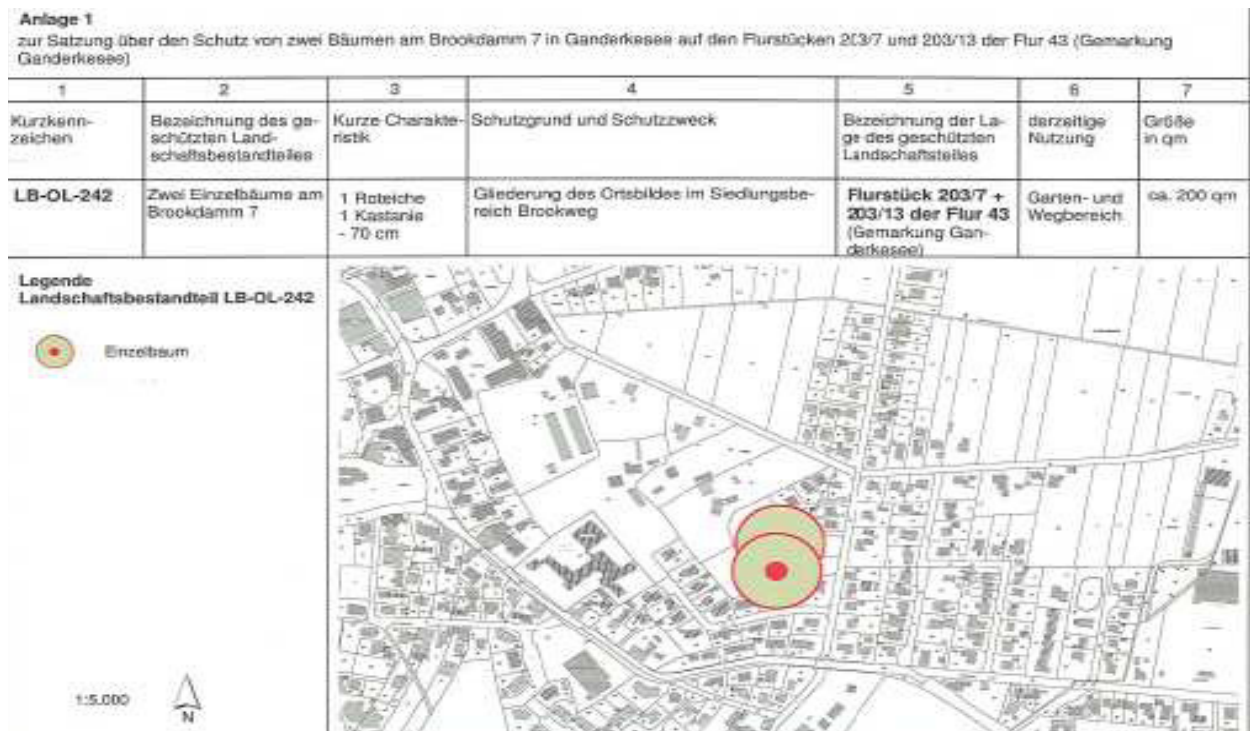 Anlage 1
zur Satzung über den Schutz von zwei Bäumen am Brookdamm 7 in Ganderkesee auf den Flurstücken 203/7 und 203/13 der Flur 43 (Gemarkung
Ganderkesee)
1 2 3 4 5 6 7
Kurzkenn-
zeichen
Bezeichnung des ge-
schützten Land-
schaftsbestandteiles
Kurze Charakte-
ristik
Schutzgrund und Schutzzweck
Bezeichnung der La-
ge des geschützten
Landschaftsteiles
derzeitige
Nutzung
Größe
in qm
LB-OL-242
Zwei Einzelbäume am
Brookdamm 7
1 Roteiche
1 Kastanie
- 70 cm
Gliederung des Ortsbildes im Siedlungsbe-
reich Brookweg
Flurstück 203/7 +
203/13 der Flur 43
(Gemarkung Gan-
derkesee)
Garten- und
Wegbereich
ca. 200 qm
Legende
Landschaftsbestandteil LB-OL-242
Einzelbaum
1:5.000
N